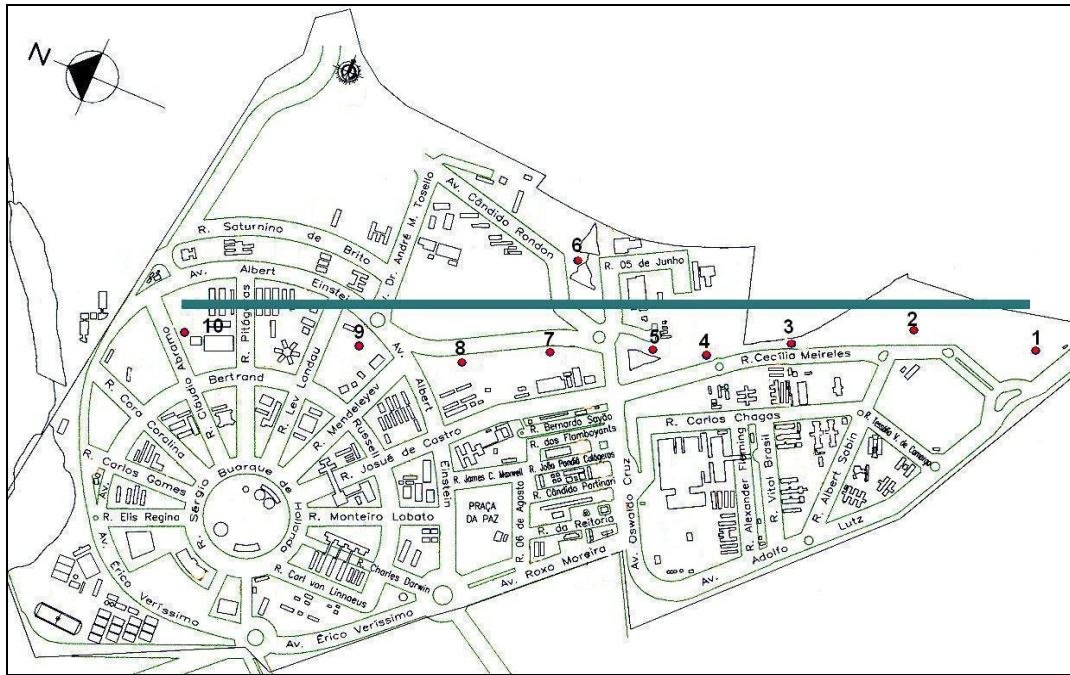 N
R. Saturnino de Brito
Av. Albert Einstein
R. Dr. André M. Tosello
Av. Cândido Rondon
6
R. 05 de Junho
10
R. Pitágoras
9
8
7
5
4
3
2
1
R. Cláudio Abramo
R. Cora Coralina
Bertrand Russell
R. Lev Landau
R. Mendeleyev
Av. Albert Einstein
R. Josué de Castro
R. Cecília Meireles
R. Carlos Chagas
R. Bernardo Sayão
R. dos Flamboyants
R. João Pandiá Calógeras
R. Cândido Portinari
R. da Reitoria
R. James C. Maxwell
PRAÇA
DA PAZ
R. 06 de Agosto
Av. Oswaldo Cruz
Av. Roxo Moreira
R. Alexander Fleming
R. Vital Brasil
R. Albert Sabin
R. Tessália V. de Camargo
Av. Adolfo Lutz
R. Carlos Gomes
R. Elis Regina
R. Sérgio Buarque de Holanda
R. Monteiro Lobato
R. Charles Darwin
R. Carl von Linnaeus
Av. Érico Veríssimo
Av. Érico Veríssimo